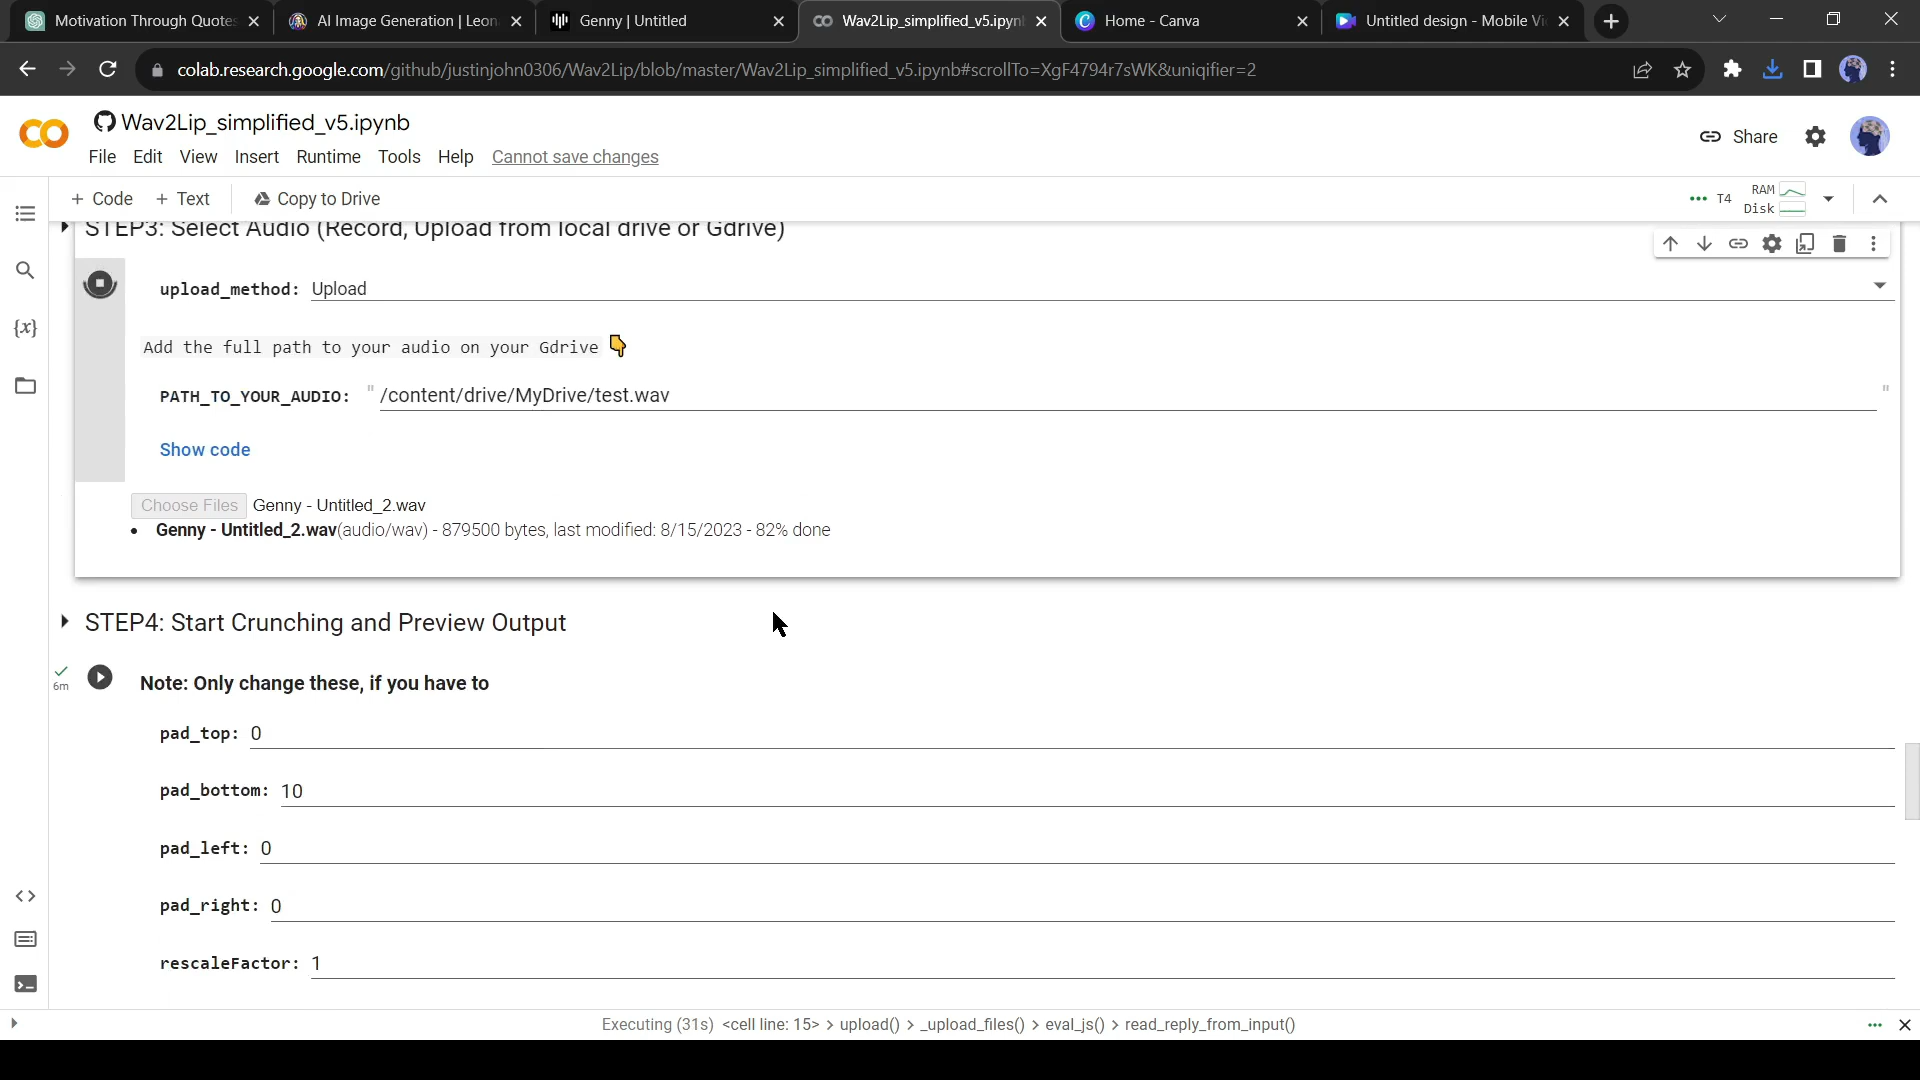 Motivation Through Quotes
AI Image Generation | Leon
Genny | Untitled
Wav2Lip_simplified_v5.ipyn
Home - Canva
Untitled design - Mobile Vi
colab.research.google.com/github/justinjohn0306/Wav2Lip/blob/master/Wav2Lip_simplified_v5.ipynb#scrollTo=XgF4794r7sWK&uniqifier=2
Wav2Lip_simplified_v5.ipynb
Share
File Edit View Insert Runtime Tools Help Cannot save changes
+ Code + Text Copy to Drive
T4 RAM
Disk
STEP3: Select Audio (Record, Upload from local drive or Gdrive)
upload_method: Upload
Add the full path to your audio on your Gdrive 👇
PATH_TO_YOUR_AUDIO: "/content/drive/MyDrive/test.wav"
Show code
Choose Files Genny - Untitled_2.wav
• Genny - Untitled_2.wav(audio/wav) - 879500 bytes, last modified: 8/15/2023 - 82% done
STEP4: Start Crunching and Preview Output
6m
Note: Only change these, if you have to
pad_top: 0
pad_bottom: 10
pad_left: 0
pad_right: 0
rescaleFactor: 1
Executing (31s) <cell line: 15> > upload() > _upload_files() > eval_js() > read_reply_from_input()